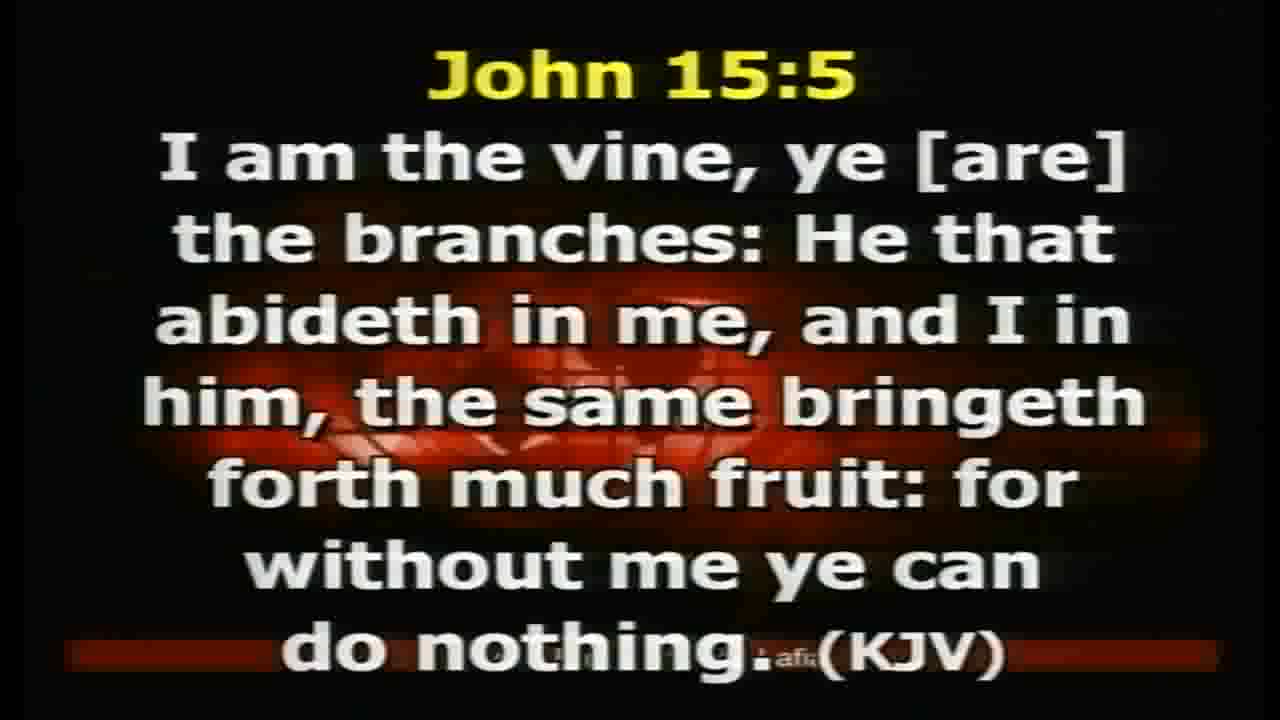 John 15:5
I am the vine, ye [are]
the branches: He that
abideth in me, and I in
him, the same bringeth
forth much fruit: for
without me ye can
do nothing. (KJV)